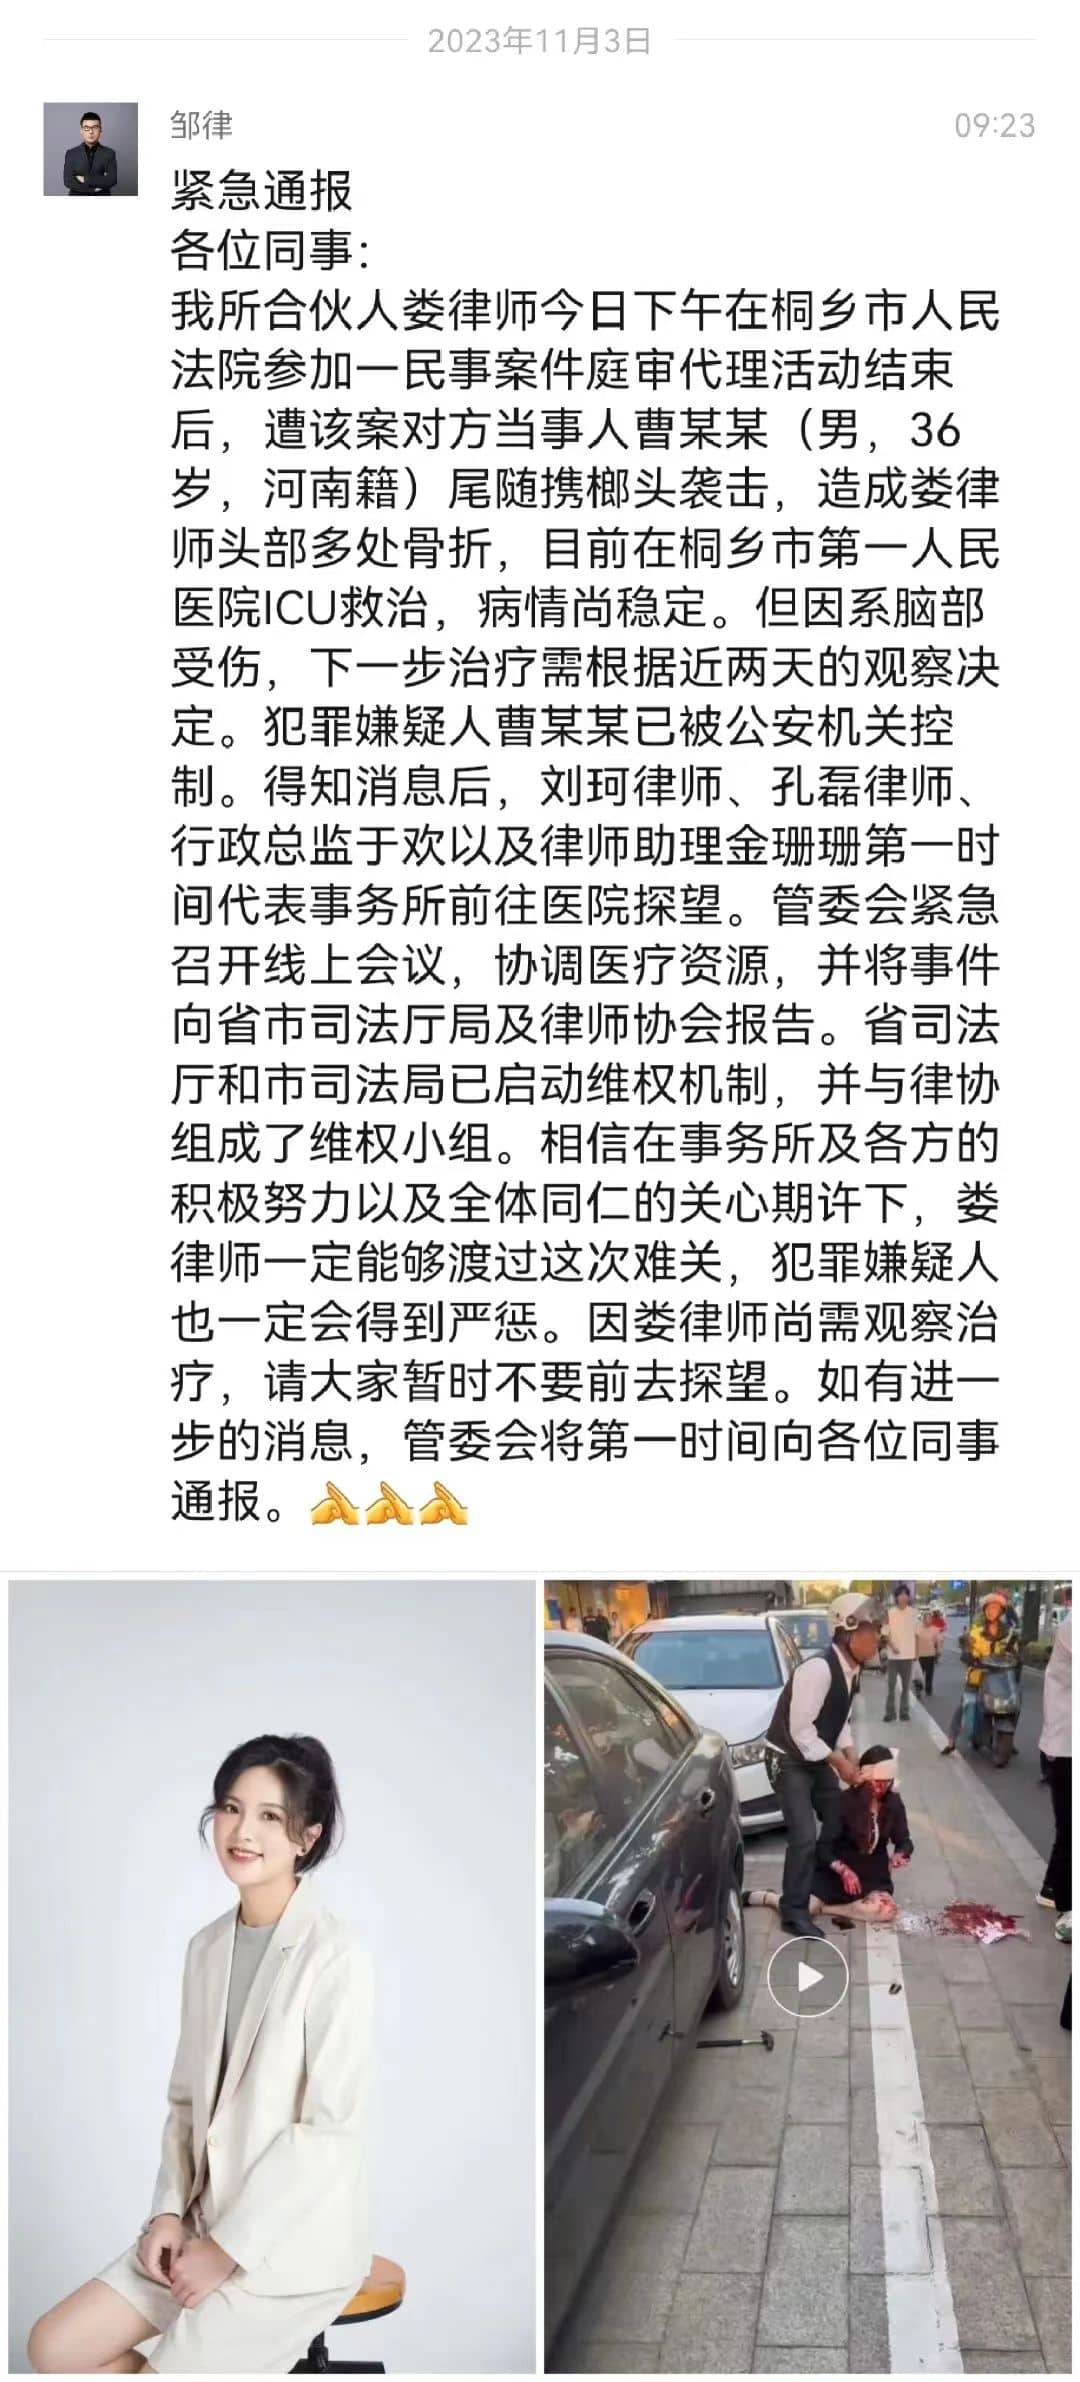 2023年11月3日
邹律
09:23
紧急通报
各位同事：
我所合伙人娄律师今日下午在桐乡市人民
法院参加一民事案件庭审代理活动结束
后，遭该案对方当事人曹某某（男，36
岁，河南籍）尾随携榔头袭击，造成娄律
师头部多处骨折，目前在桐乡市第一人民
医院ICU救治，病情尚稳定。但因系脑部
受伤，下一步治疗需根据近两天的观察决
定。犯罪嫌疑人曹某某已被公安机关控
制。得知消息后，刘珂律师、孔磊律师、
行政总监于欢以及律师助理金珊珊第一时
间代表事务所前往医院探望。管委会紧急
召开线上会议，协调医疗资源，并将事件
向省市司法厅局及律师协会报告。省司法
厅和市司法局已启动维权机制，并与律协
组成了维权小组。相信在事务所及各方的
积极努力以及全体同仁的关心期许下，娄
律师一定能够渡过这次难关，犯罪嫌疑人
也一定会得到严惩。因娄律师尚需观察治
疗，请大家暂时不要前去探望。如有进一
步的消息，管委会将第一时间向各位同事
通报。🙏🙏🙏